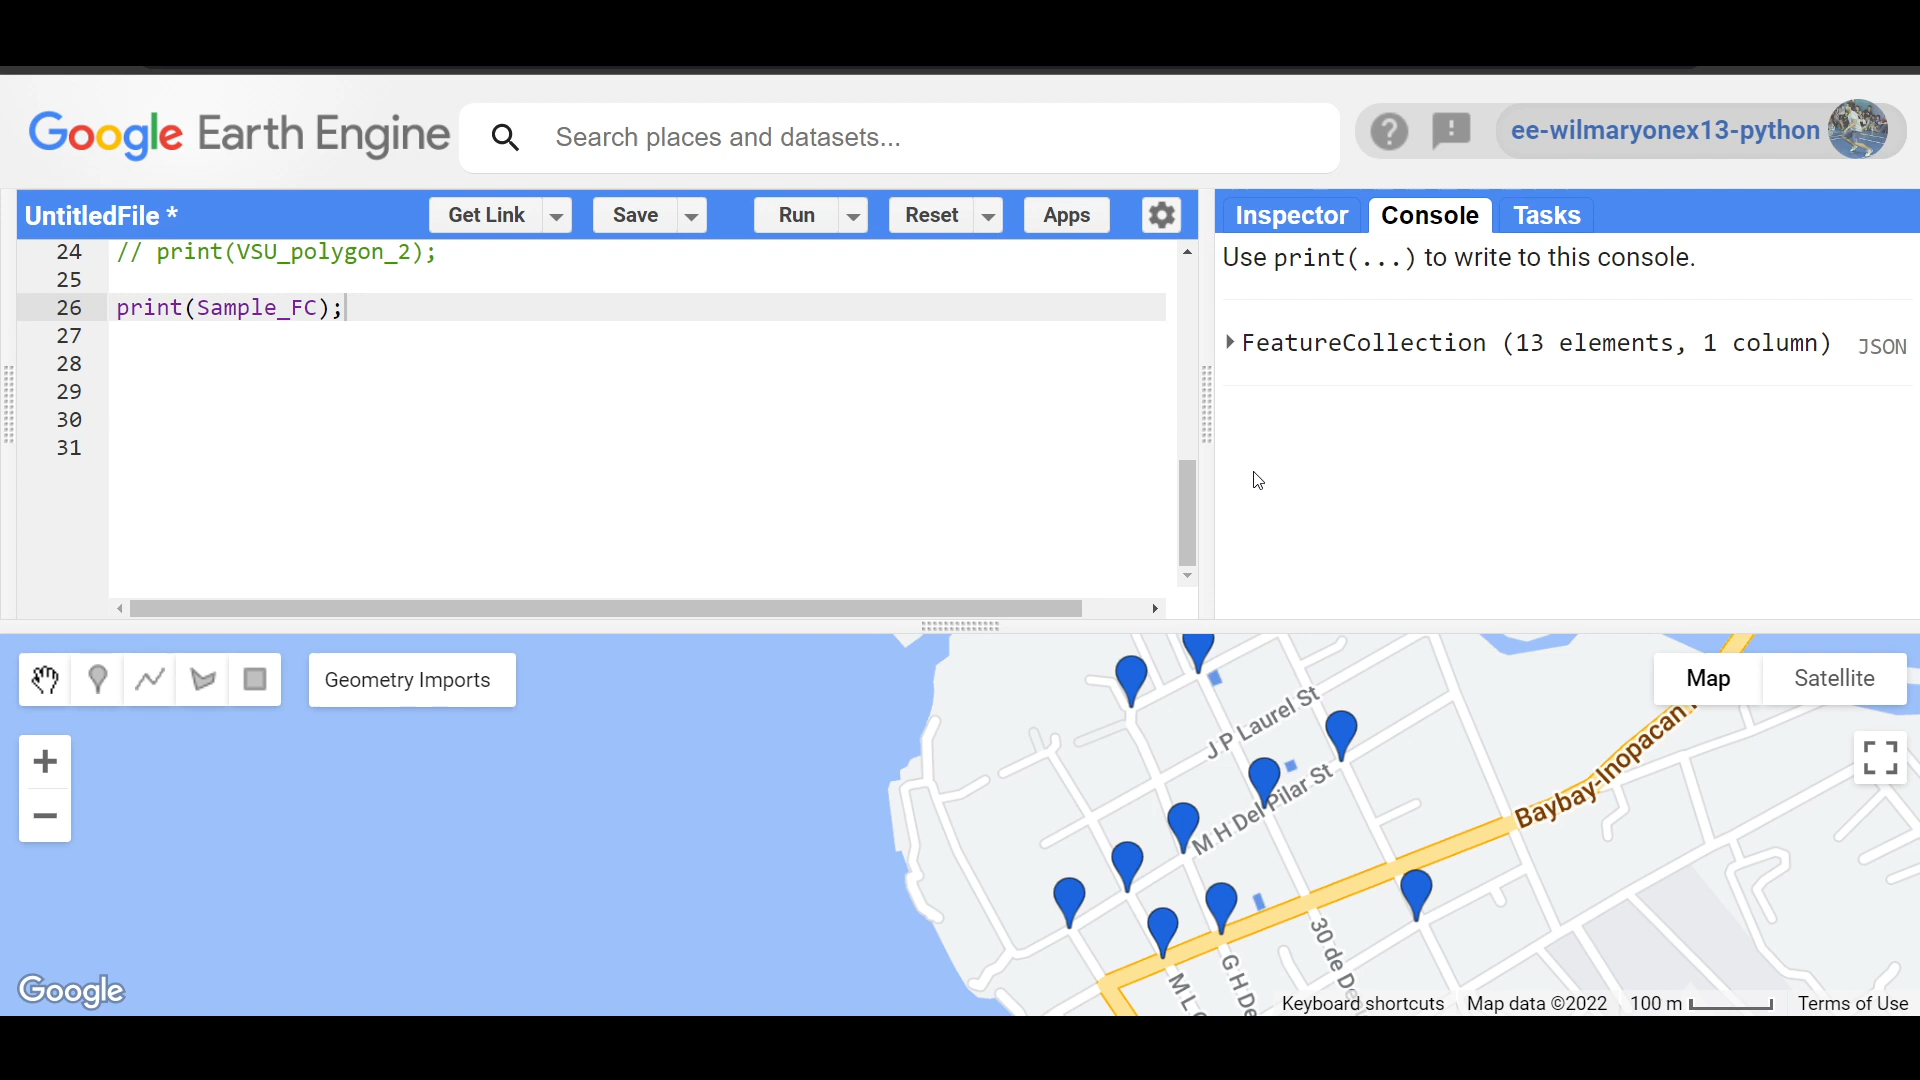 Google Earth Engine
Search places and datasets...
ee-wilmaryonex13-python
UntitledFile *
Get Link
Save
Run
Reset
Apps
Inspector
Console
Tasks
24 // print(VSU_polygon_2);
25
26 print(Sample_FC);
27
28
29
30
31
Use print(...) to write to this console.
FeatureCollection (13 elements, 1 column)
JSON
Geometry Imports
Map
Satellite
J P Laurel St
M H Del Pilar St
Baybay-Inopacan
30 de De
G H De
M L
Google
Keyboard shortcuts
Map data ©2022
100 m
Terms of Use